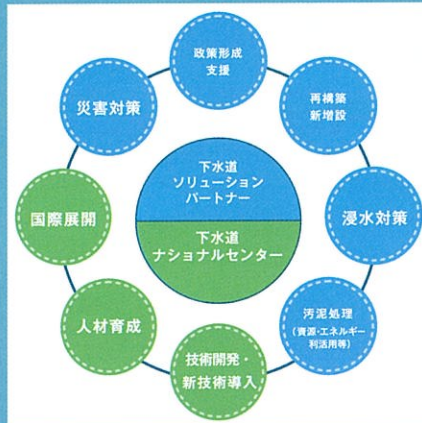 政策形成
支援
再構築
新増設
浸水対策
汚泥処理
(資源・エネルギー
利活用等)
技術開発・
新技術導入
人材育成
国際展開
災害対策
下水道
ソリューション
パートナー
下水道
ナショナルセンター